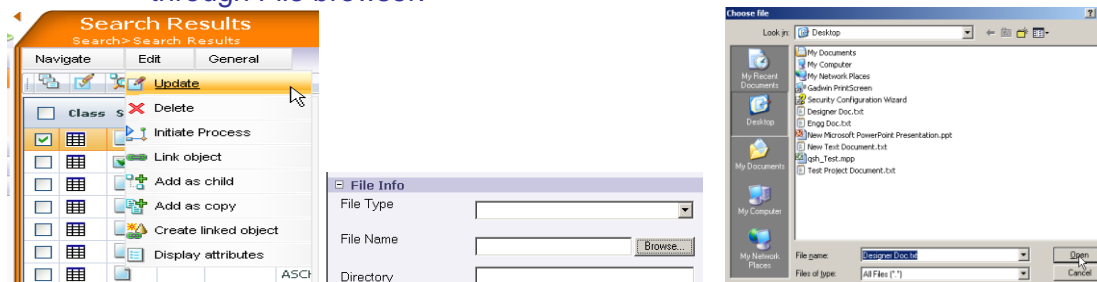 through File browser.
Search Results
Search>Search Results
Navigate Edit General
Update
Class S
Delete
Initiate Process
Link object
Add as child
Add as copy
Create linked object
Display attributes
ASCH
File Info
File Type
File Name
Browse...
Directory
Choose file
?
Look in: Desktop
My Recent
Documents
Desktop
My Documents
My Computer
My Network
Places
My Documents
My Computer
My Network Places
Gadwin PrintScreen
Security Configuration Wizard
Designer Doc.txt
Engg Doc.txt
New Microsoft PowerPoint Presentation.ppt
New Text Document.txt
qsh_Test.mpp
Test Project Document.txt
File name: Designer Doc.txt Open
Files of type: All Files (*.*) Cancel